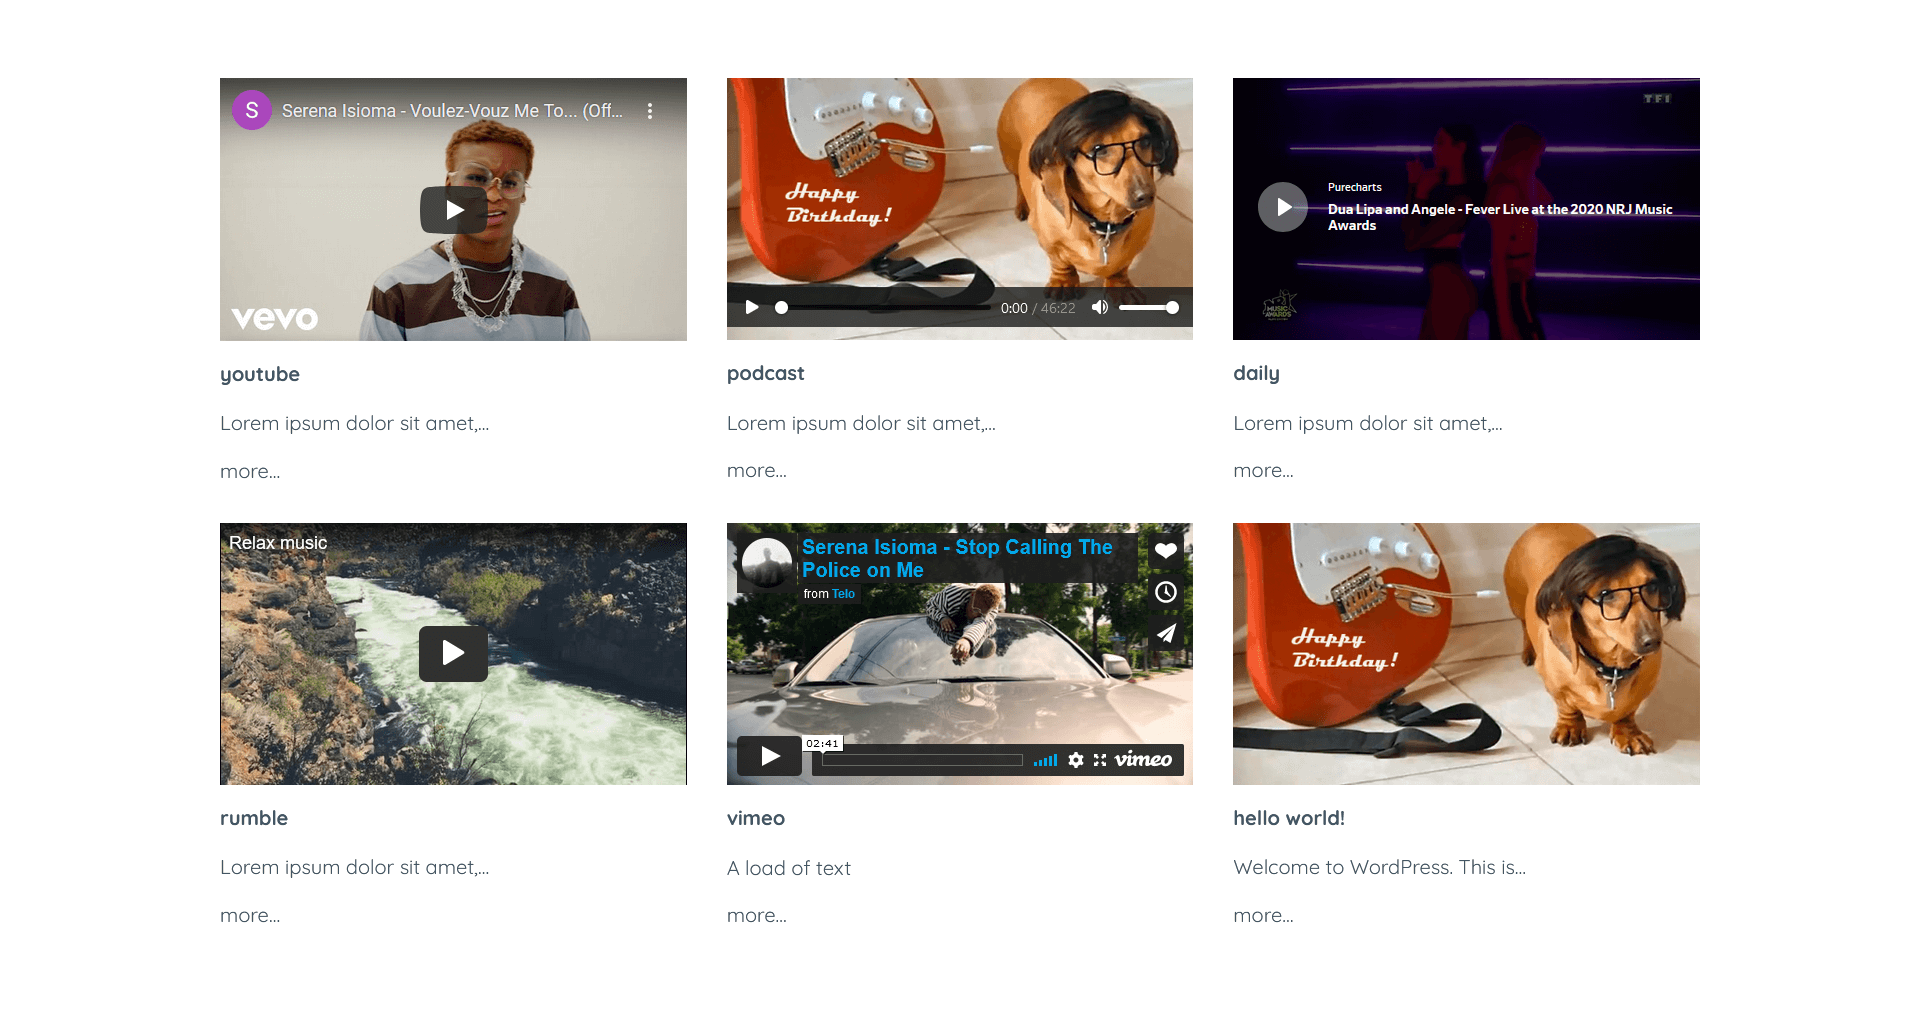 S
Serena Isioma - Voulez-Vouz Me To... (Off...
vevo
youtube
Lorem ipsum dolor sit amet,...
more...
Happy
Birthday!
0:00 / 46:22
podcast
Lorem ipsum dolor sit amet,...
more...
TF1
Purecharts
Dua Lipa and Angele - Fever Live at the 2020 NRJ Music
Awards
NRJ
MUSIC
AWARDS
daily
Lorem ipsum dolor sit amet,...
more...
Relax music
rumble
Lorem ipsum dolor sit amet,...
more...
Serena Isioma - Stop Calling The
Police on Me
from Telo
02:41
vimeo
vimeo
A load of text
more...
Happy
Birthday!
hello world!
Welcome to WordPress. This is...
more...